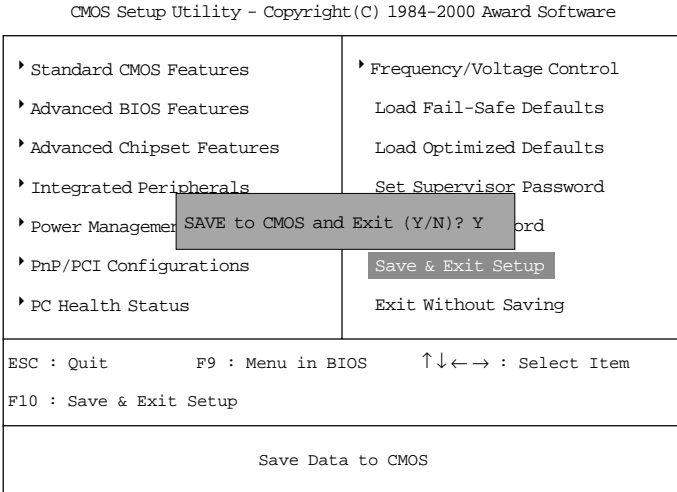 CMOS Setup Utility - Copyright(C) 1984-2000 Award Software
Standard CMOS Features
Advanced BIOS Features
Advanced Chipset Features
Integrated Peripherals
Power Managemen
PnP/PCI Configurations
PC Health Status
Frequency/Voltage Control
Load Fail-Safe Defaults
Load Optimized Defaults
Set Supervisor Password
ord
Save & Exit Setup
Exit Without Saving
SAVE to CMOS and Exit (Y/N)? Y
ESC : Quit F9 : Menu in BIOS ↑↓←→ : Select Item
F10 : Save & Exit Setup
Save Data to CMOS